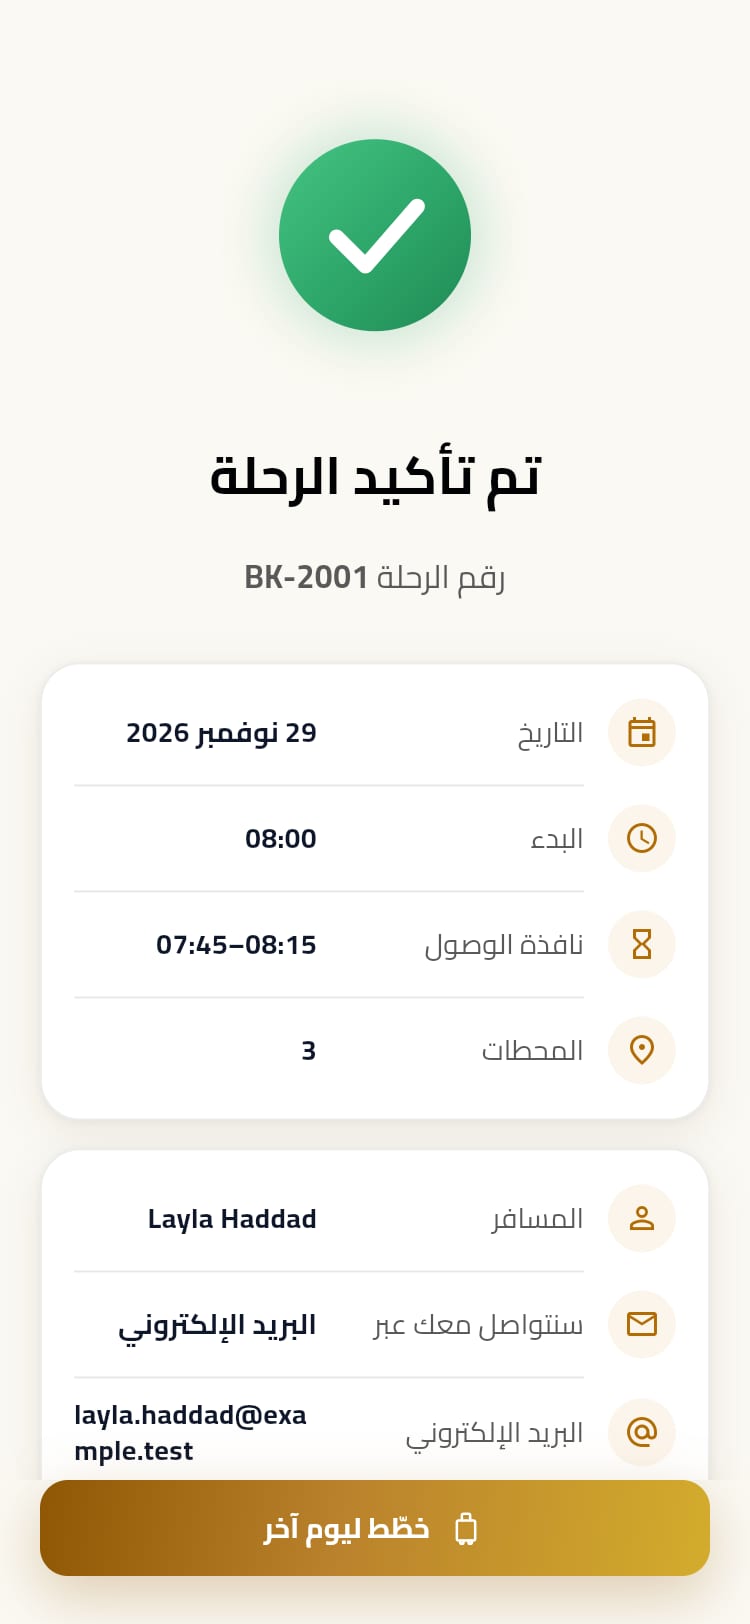 تم تأكيد الرحلة
رقم الرحلة BK-2001
التاريخ 29 نوفمبر 2026
البدء 08:00
نافذة الوصول 07:45–08:15
المحطات 3
المسافر Layla Haddad
سنتواصل معك عبر البريد الإلكتروني
البريد الإلكتروني layla.haddad@exa
mple.test
خطّط ليوم آخر